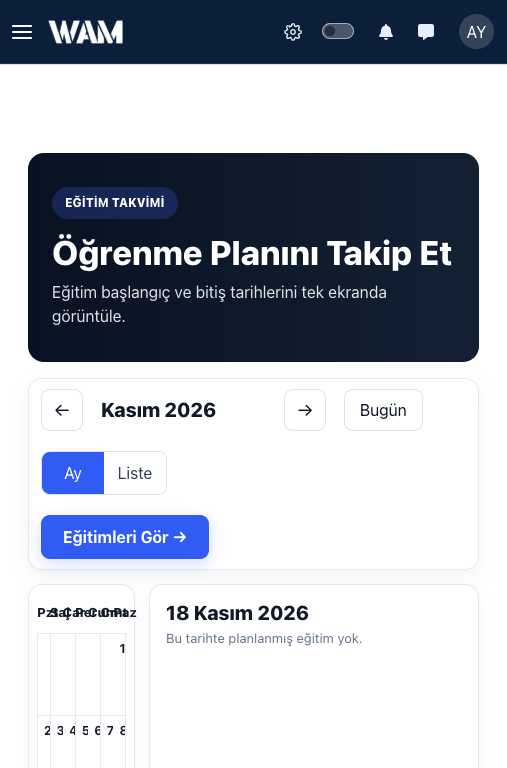 WAM
AY
EĞİTİM TAKVİMİ
Öğrenme Planını Takip Et
Eğitim başlangıç ve bitiş tarihlerini tek ekranda
görüntüle.
← Kasım 2026 → Bugün
Ay Liste
Eğitimleri Gör →
18 Kasım 2026
Bu tarihte planlanmış eğitim yok.
1
2 3 4 5 6 7 8